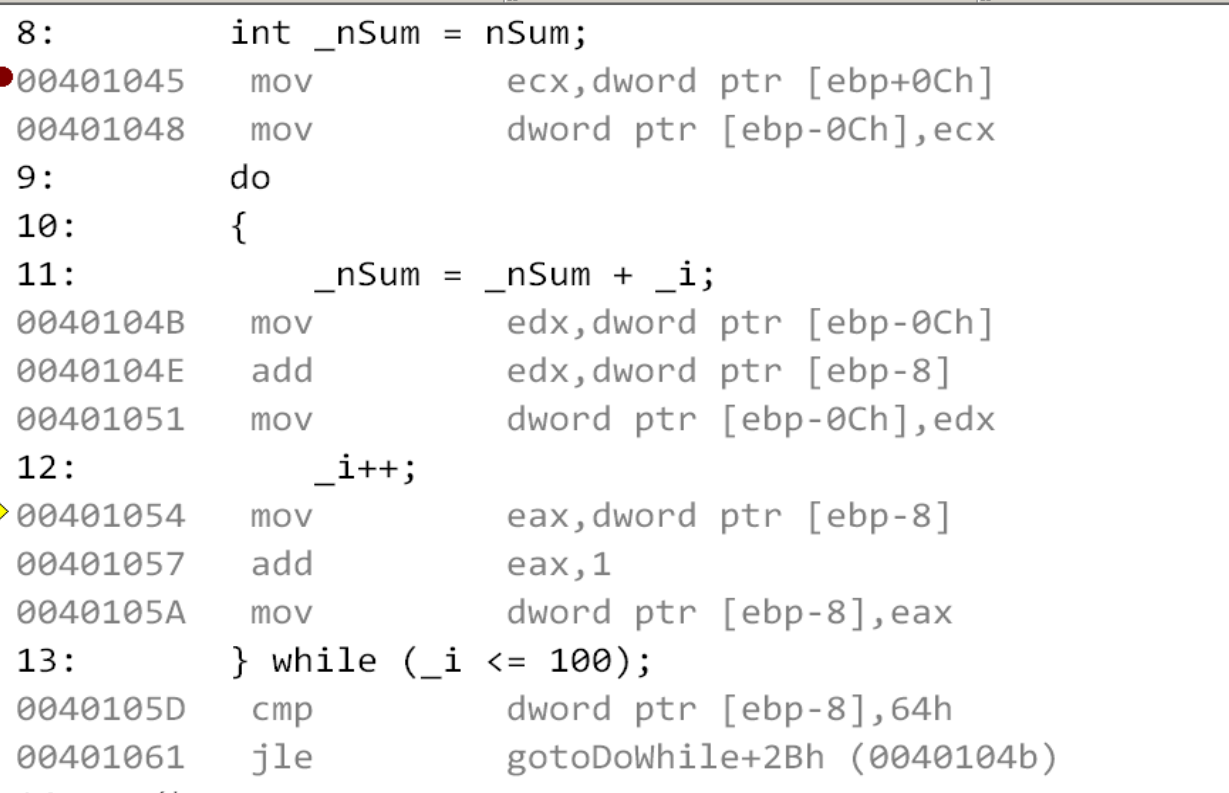 8: int _nSum = nSum;
00401045 mov ecx,dword ptr [ebp+0Ch]
00401048 mov dword ptr [ebp-0Ch],ecx
9: do
10: {
11: _nSum = _nSum + _i;
0040104B mov edx,dword ptr [ebp-0Ch]
0040104E add edx,dword ptr [ebp-8]
00401051 mov dword ptr [ebp-0Ch],edx
12: _i++;
00401054 mov eax,dword ptr [ebp-8]
00401057 add eax,1
0040105A mov dword ptr [ebp-8],eax
13: } while (_i <= 100);
0040105D cmp dword ptr [ebp-8],64h
00401061 jle gotoDoWhile+2Bh (0040104b)